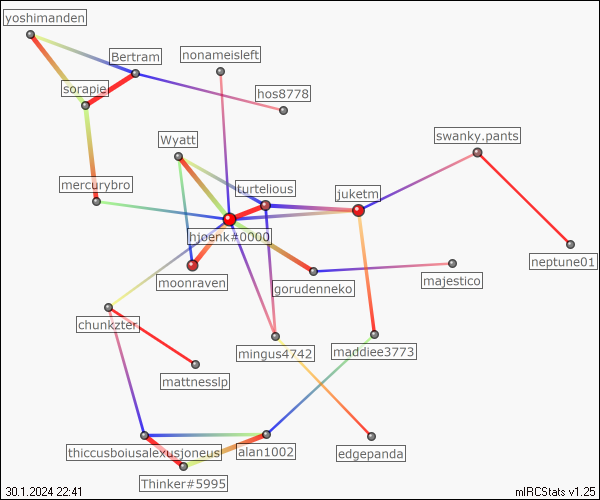 yoshimanden
Bertram
nonameisleft
sorapie
hos8778
Wyatt
swanky.pants
mercurybro
turtelious
juketm
hjoenk#0000
neptune01
moonraven
gorudenneko
majestico
chunkzter
mingus4742
maddiee3773
mattnesslp
thiccusboiusalexusjoneus
alan1002
edgepanda
Thinker#5995
30.1.2024 22:41
mIRCStats v1.25